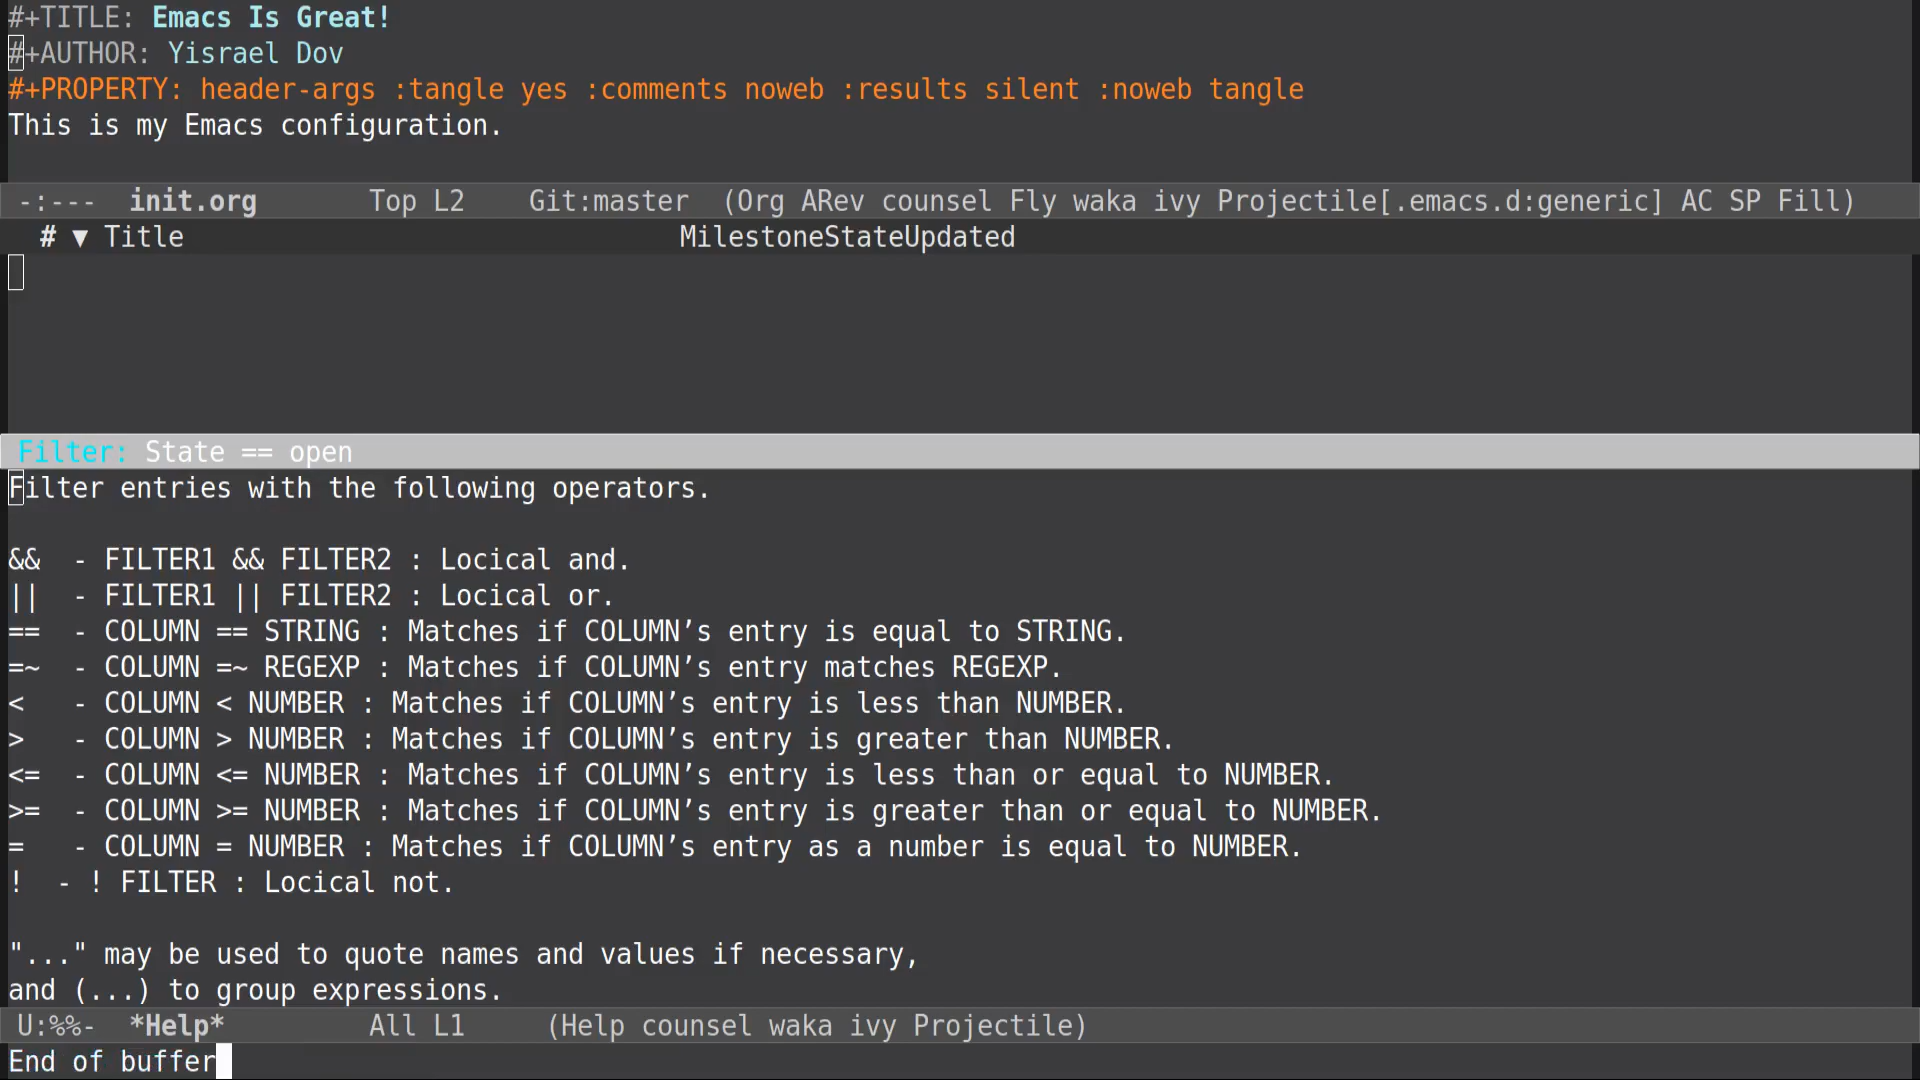 #+TITLE: Emacs Is Great!
#+AUTHOR: Yisrael Dov
#+PROPERTY: header-args :tangle yes :comments noweb :results silent :noweb tangle
This is my Emacs configuration.
-:---  init.org       Top L2    Git:master  (Org ARev counsel Fly waka ivy Projectile[.emacs.d:generic] AC SP Fill)
# ▼ Title                               MilestoneStateUpdated
Filter: State == open
Filter entries with the following operators.
&&  - FILTER1 && FILTER2 : Locical and.
||  - FILTER1 || FILTER2 : Locical or.
==  - COLUMN == STRING : Matches if COLUMN’s entry is equal to STRING.
=~  - COLUMN =~ REGEXP : Matches if COLUMN’s entry matches REGEXP.
<   - COLUMN < NUMBER : Matches if COLUMN’s entry is less than NUMBER.
>   - COLUMN > NUMBER : Matches if COLUMN’s entry is greater than NUMBER.
<=  - COLUMN <= NUMBER : Matches if COLUMN’s entry is less than or equal to NUMBER.
>=  - COLUMN >= NUMBER : Matches if COLUMN’s entry is greater than or equal to NUMBER.
=   - COLUMN = NUMBER : Matches if COLUMN’s entry as a number is equal to NUMBER.
!  - ! FILTER : Locical not.
"..." may be used to quote names and values if necessary,
and (...) to group expressions.
U:%%-  *Help*         All L1     (Help counsel waka ivy Projectile)
End of buffer